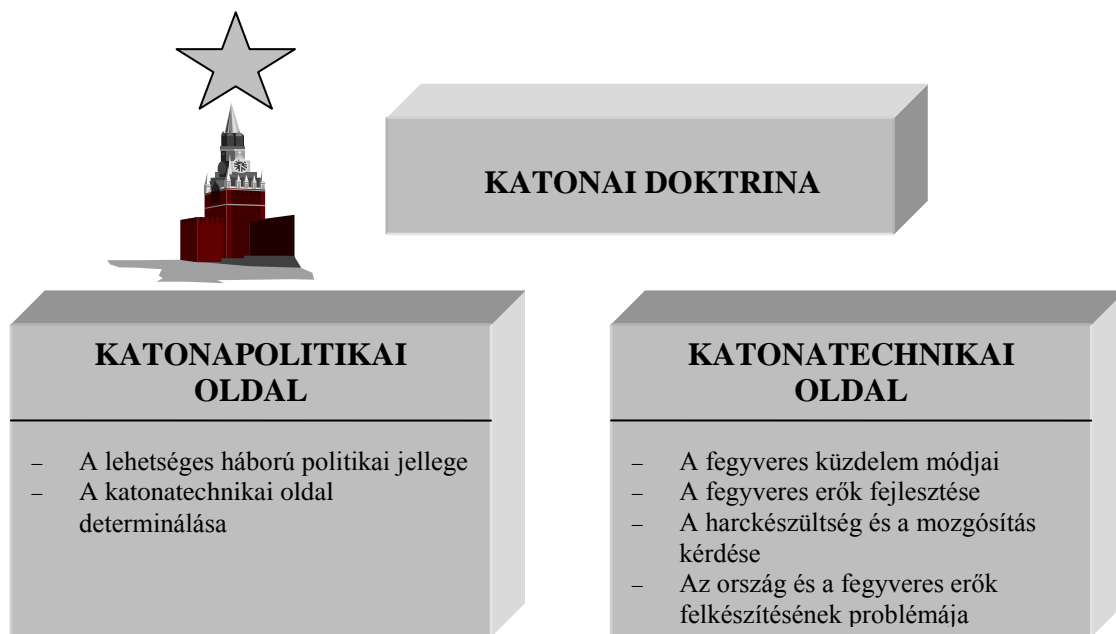 KATONAI DOKTRINA
KATONAPOLITIKAI
OLDAL
– A lehetséges háború politikai jellege
– A katonatechnikai oldal
determinálása
KATONATECHNIKAI
OLDAL
– A fegyveres küzdelem módjai
– A fegyveres erők fejlesztése
– A harckészültség és a mozgósítás
kérdése
– Az ország és a fegyveres erők
felkészítésének problémája